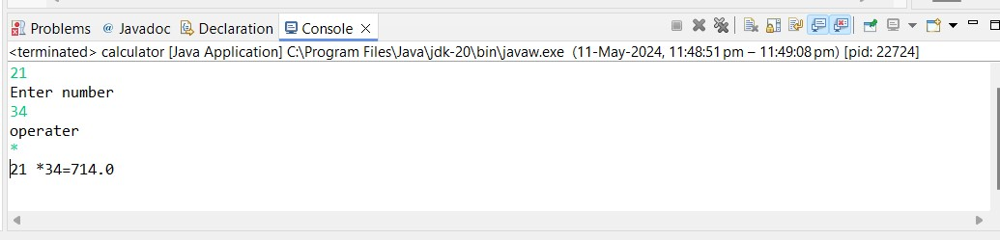 Problems @ Javadoc Declaration Console
<terminated> calculator [Java Application] C:\Program Files\Java\jdk-20\bin\javaw.exe (11-May-2024, 11:48:51 pm – 11:49:08 pm) [pid: 22724]
21
Enter number
34
operater
*
21 *34=714.0